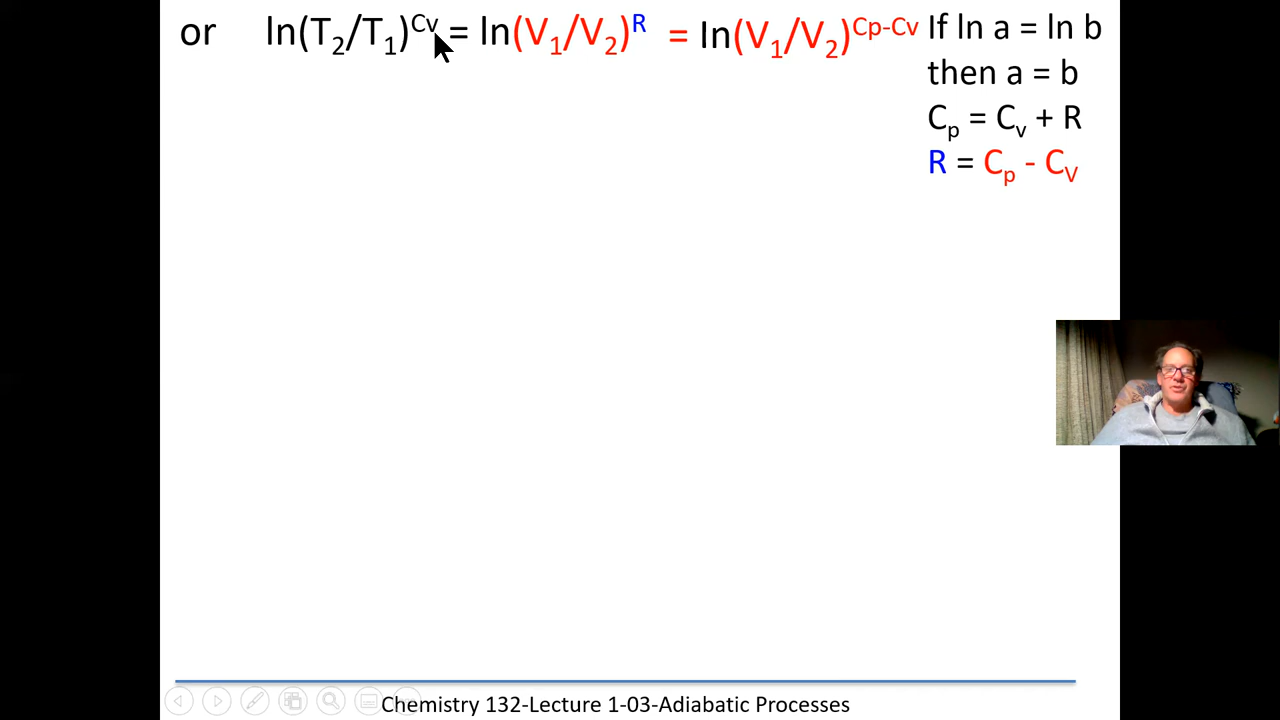 or ln(T₂/T₁)ᶜᵛ = ln(V₁/V₂)ᴿ = ln(V₁/V₂)ᶜᵖ⁻ᶜᵛ
If ln a = ln b
then a = b
Cₚ = Cᵥ + R
R = Cₚ - Cᵥ
Chemistry 132-Lecture 1-03-Adiabatic Processes